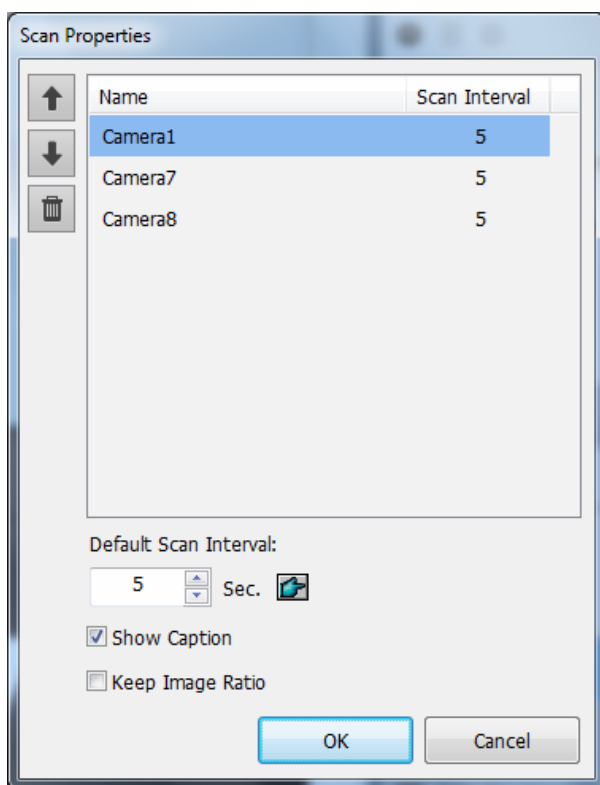 Scan Properties
Name Scan Interval
Camera1 5
Camera7 5
Camera8 5
Default Scan Interval:
5 Sec.
Show Caption
Keep Image Ratio
OK Cancel